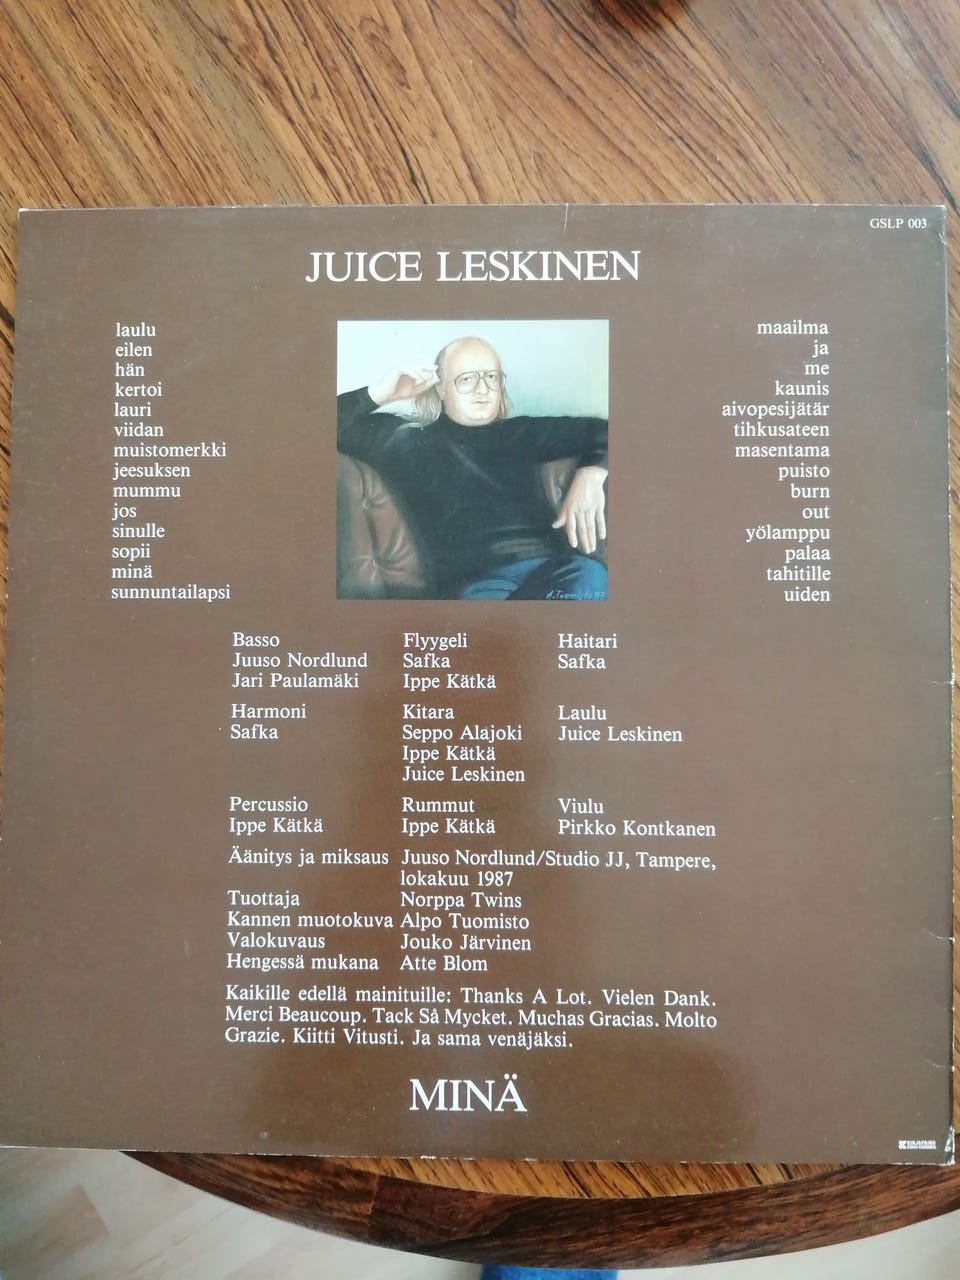 GSLP 003
JUICE LESKINEN
laulu
eilen
hän
kertoi
lauri
viidan
muistomerkki
jeesuksen
mummu
jos
sinulle
sopii
minä
sunnuntailapsi
maailma
ja
me
kaunis
aivopesijätär
tihkusateen
masentama
puisto
burn
out
yölamppu
palaa
tahitille
uiden
A. Tuomisto
Basso
Juuso Nordlund
Jari Paulamäki
Flyygeli
Safka
Ippe Kätkä
Haitari
Safka
Harmoni
Safka
Kitara
Seppo Alajoki
Ippe Kätkä
Juice Leskinen
Laulu
Juice Leskinen
Percussio
Ippe Kätkä
Rummut
Ippe Kätkä
Viulu
Pirkko Kontkanen
Äänitys ja miksaus Juuso Nordlund/Studio JJ, Tampere,
lokakuu 1987
Tuottaja Norppa Twins
Kannen muotokuva Alpo Tuomisto
Valokuvaus Jouko Järvinen
Hengessä mukana Atte Blom
Kaikille edellä mainituille: Thanks A Lot. Vielen Dank.
Merci Beaucoup. Tack Så Mycket. Muchas Gracias. Molto
Grazie. Kiitti Vitusti. Ja sama venäjäksi.
MINÄ
KIRJAPAINO